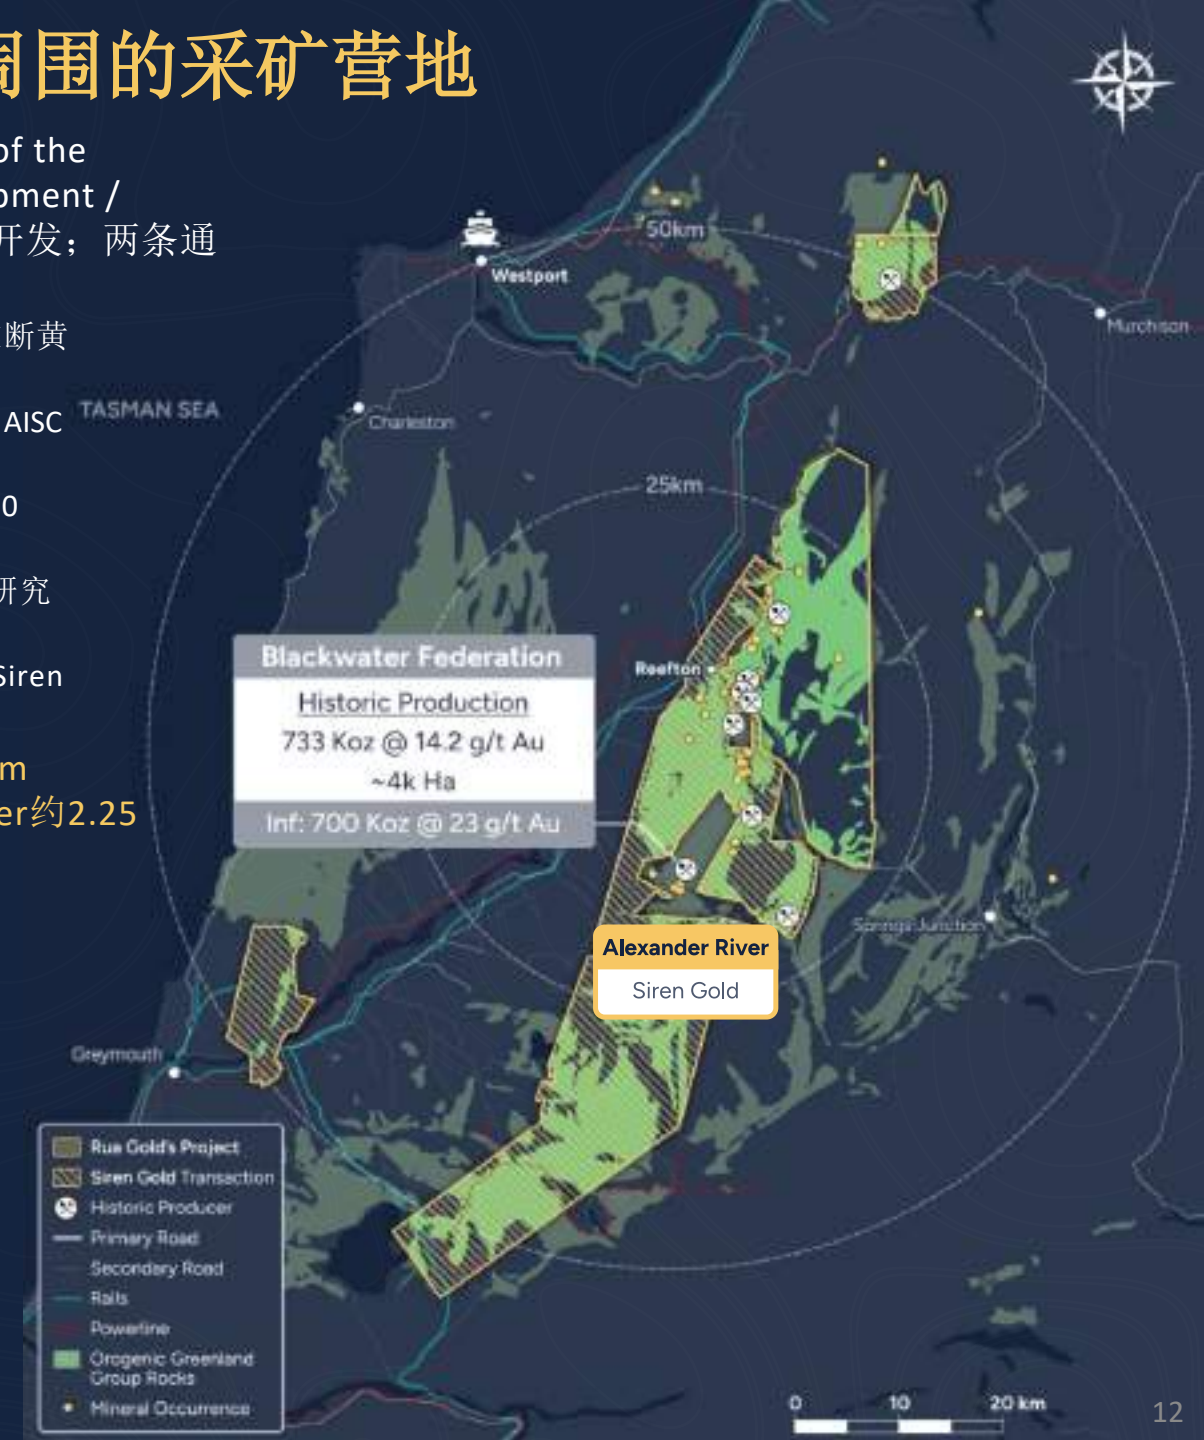 围的采矿营地
of the
pment /
开发；两条通
断黄
AISC
0
研究
Siren
m
er约2.25
50km
Westport
Murchison
TASMAN SEA
Charleston
25km
Reefton
Blackwater Federation
Historic Production
733 Koz @ 14.2 g/t Au
~4k Ha
Inf: 700 Koz @ 23 g/t Au
Springs Junction
Alexander River
Siren Gold
Greymouth
Rua Gold's Project
Siren Gold Transaction
Historic Producer
Primary Road
Secondary Road
Rails
Powerline
Orogenic Greenland
Group Rocks
Mineral Occurrence
0 10 20 km
12